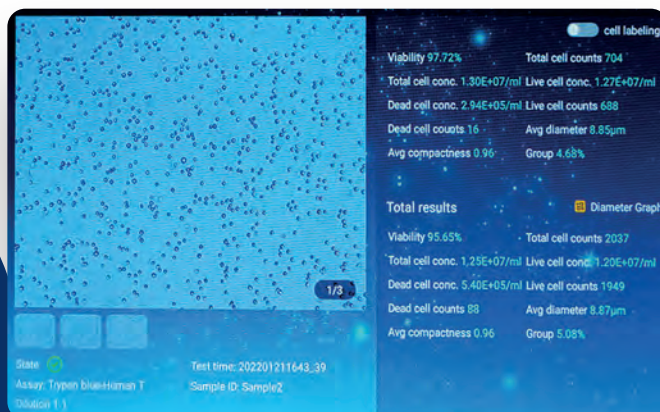 cell labeling
Viability 97.72% Total cell counts 704
Total cell conc. 1.30E+07/ml Live cell conc. 1.27E+07/ml
Dead cell conc. 2.94E+05/ml Live cell counts 688
Dead cell counts 16 Avg diameter 8.85μm
Avg compactness 0.96 Group 4.68%
Total results Diameter Graph
Viability 95.65% Total cell counts 2037
Total cell conc. 1.25E+07/ml Live cell conc. 1.20E+07/ml
Dead cell conc. 5.40E+05/ml Live cell counts 1949
Dead cell counts 88 Avg diameter 8.87μm
Avg compactness 0.96 Group 5.08%
1/3
State
Test time: 202201211643_39
Assay: Trypen blue-Human T Sample ID: Sample2
Dilution 1:1